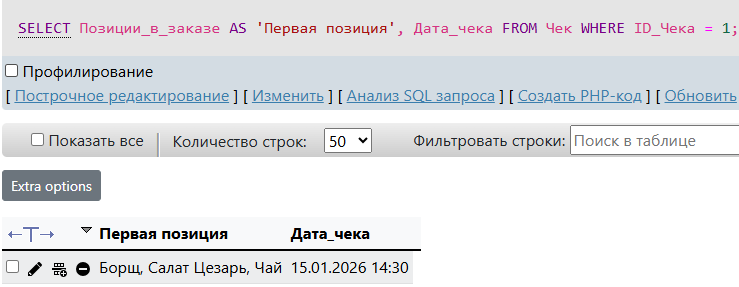 SELECT Позиции_в_заказе AS 'Первая позиция', Дата_чека FROM Чек WHERE ID_Чека = 1;
Профилирование
[ Построчное редактирование ] [ Изменить ] [ Анализ SQL запроса ] [ Создать PHP-код ] [ Обновить
Показать все Количество строк: 50 Фильтровать строки: Поиск в таблице
Extra options
←T→ Первая позиция Дата_чека
Борщ, Салат Цезарь, Чай 15.01.2026 14:30